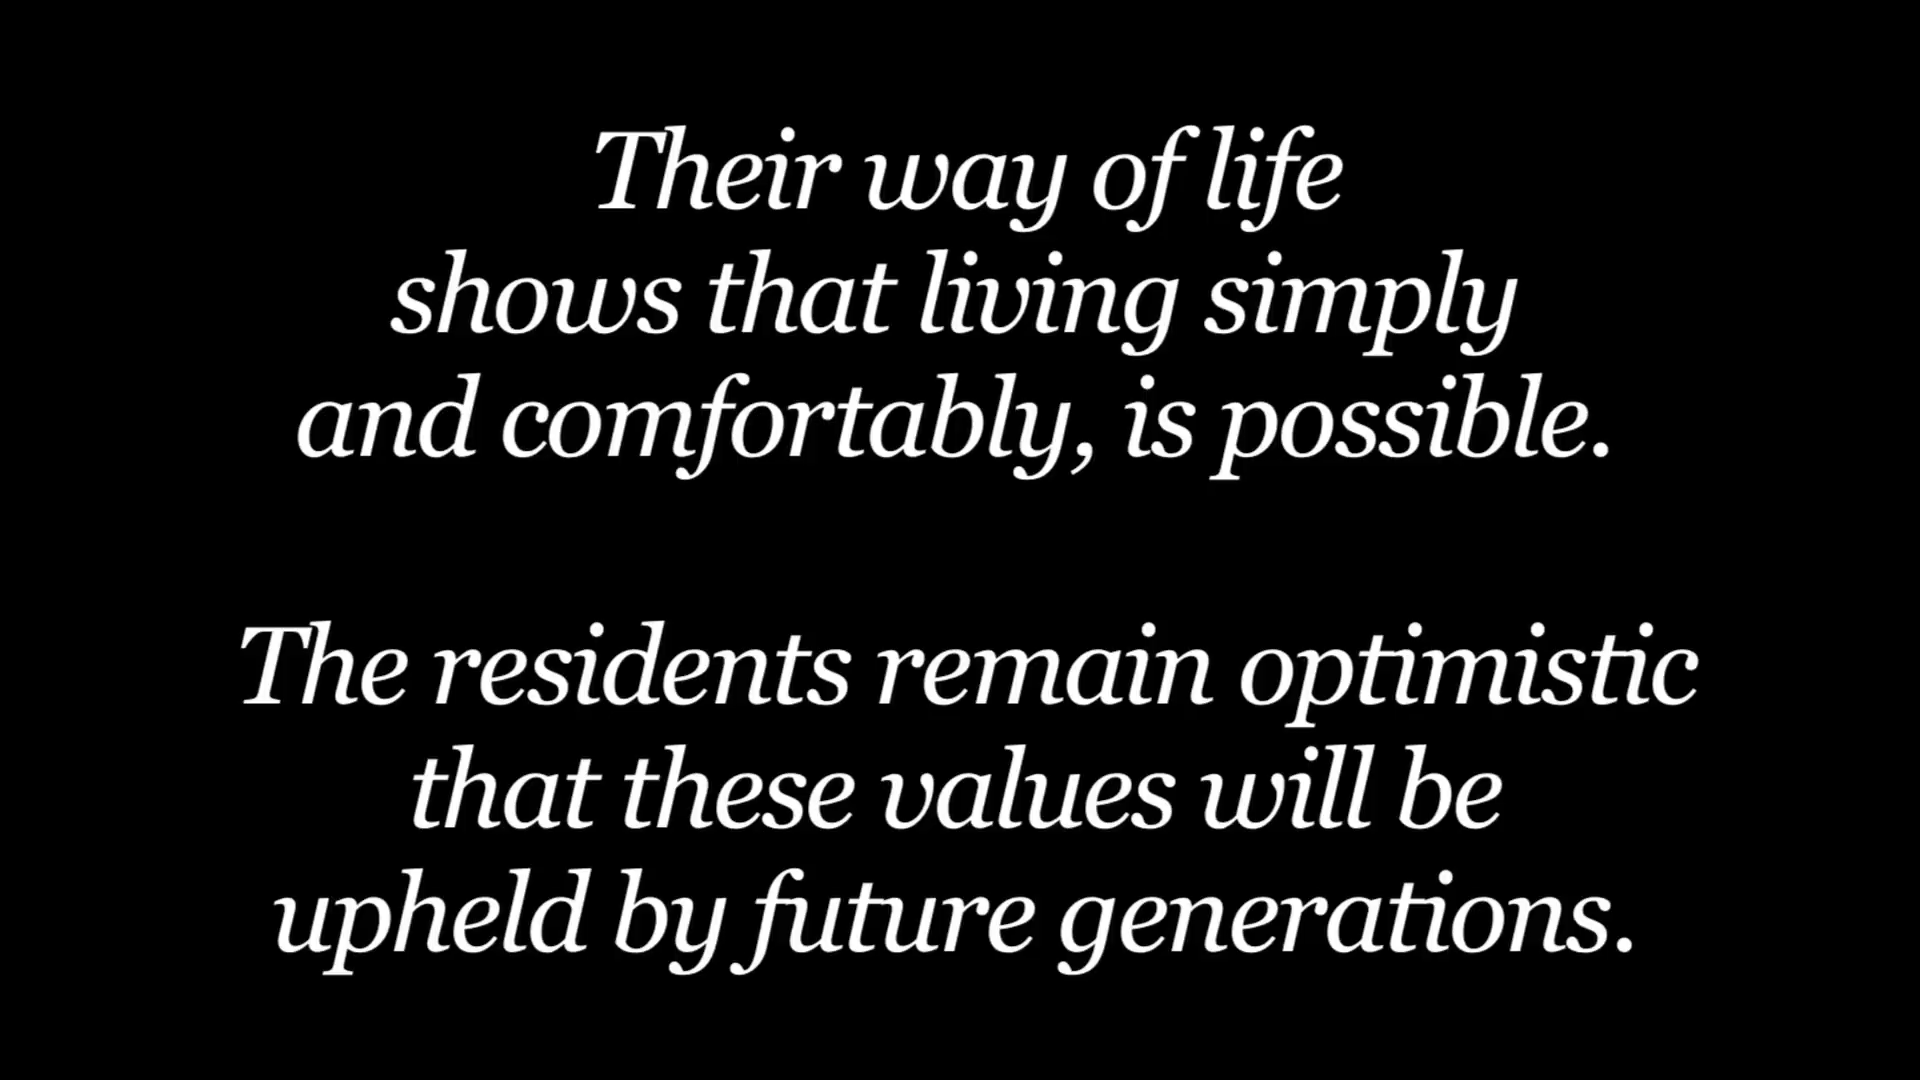 Their way of life
shows that living simply
and comfortably, is possible.
The residents remain optimistic
that these values will be
upheld by future generations.